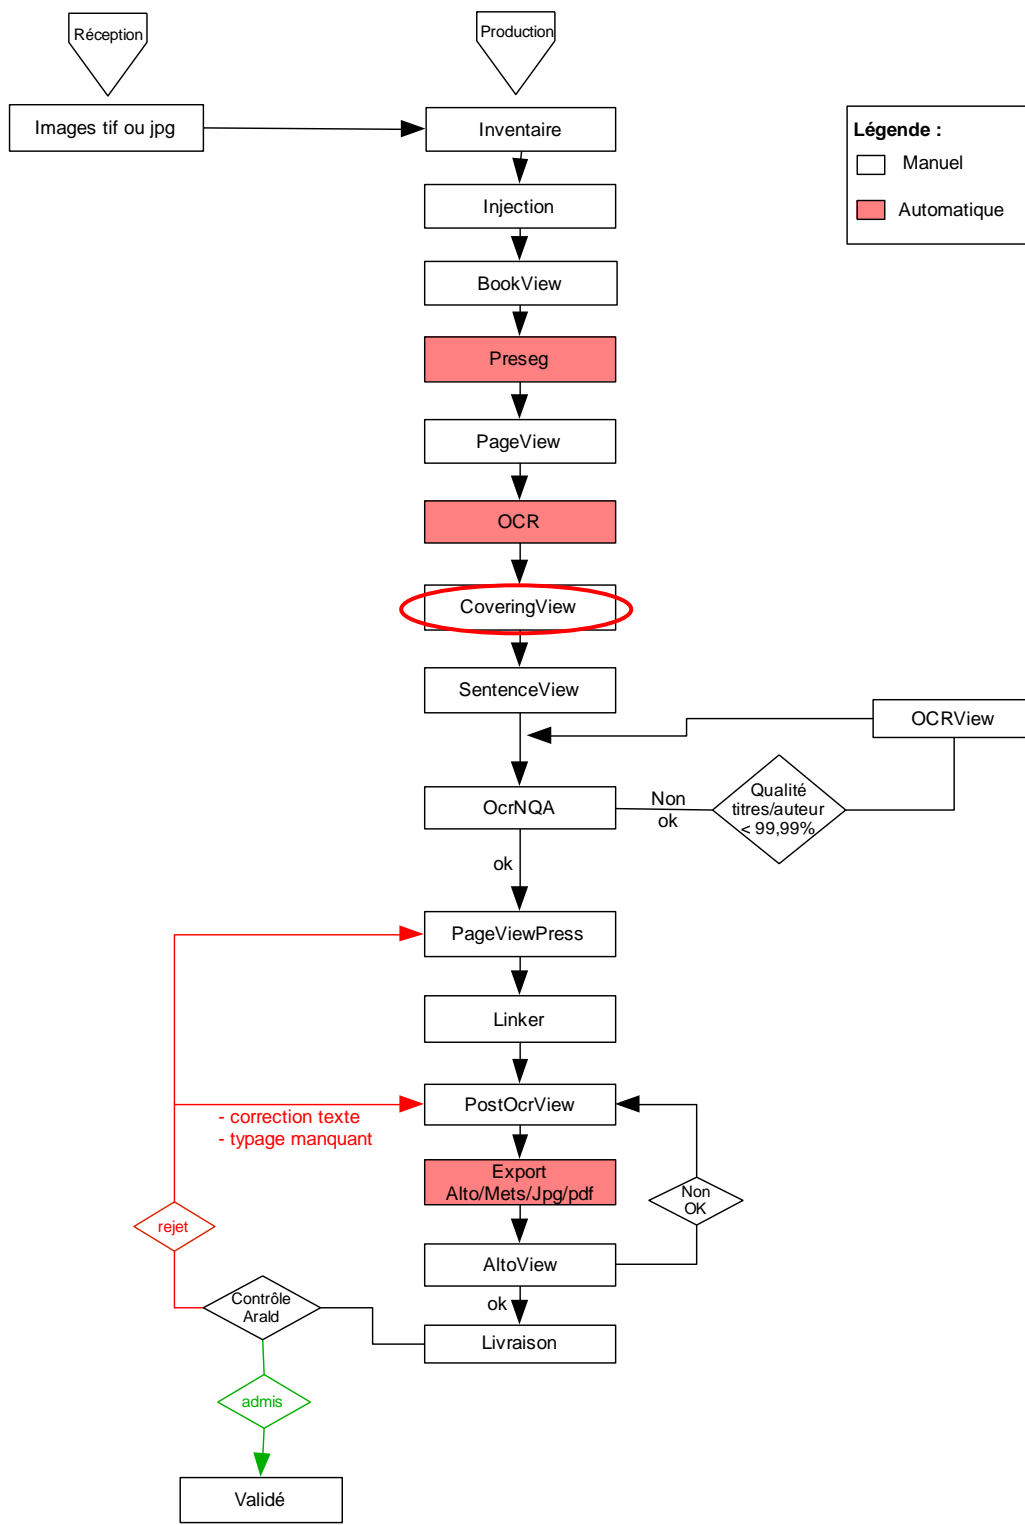 Réception
Production
Images tif ou jpg
Inventaire
Légende :
Manuel
Automatique
Injection
BookView
Preseg
PageView
OCR
CoveringView
SentenceView
OCRView
OcrNQA
Non
ok
Qualité
titres/auteur
< 99,99%
ok
PageViewPress
Linker
PostOcrView
- correction texte
- typage manquant
Export
Alto/Mets/Jpg/pdf
Non
OK
rejet
AltoView
ok
Contrôle
Arald
Livraison
admis
Validé